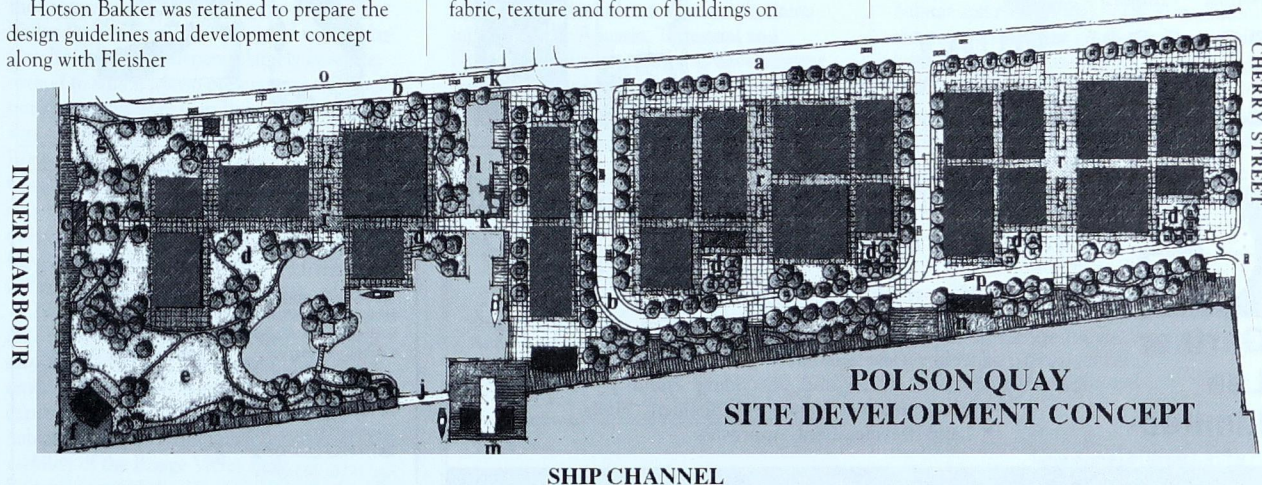 Hotson Bakker was retained to prepare the
design guidelines and development concept
along with Fleisher
fabric, texture and form of buildings on
CHERRY STREET
INNER HARBOUR
o
b
k
a
g
l
r
r
r
r
c
k
d
d
d
d
d
d
b
p
s
n
e
j
f
n
m
POLSON QUAY
SITE DEVELOPMENT CONCEPT
SHIP CHANNEL